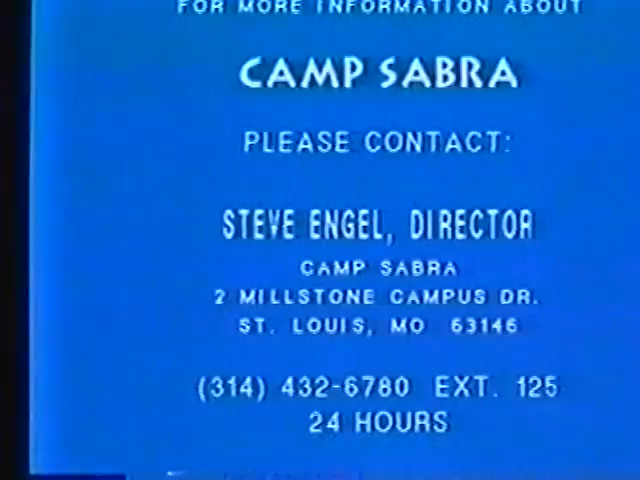 FOR MORE INFORMATION ABOUT
CAMP SABRA
PLEASE CONTACT:
STEVE ENGEL, DIRECTOR
CAMP SABRA
2 MILLSTONE CAMPUS DR.
ST. LOUIS, MO 63146
(314) 432-6780 EXT. 125
24 HOURS